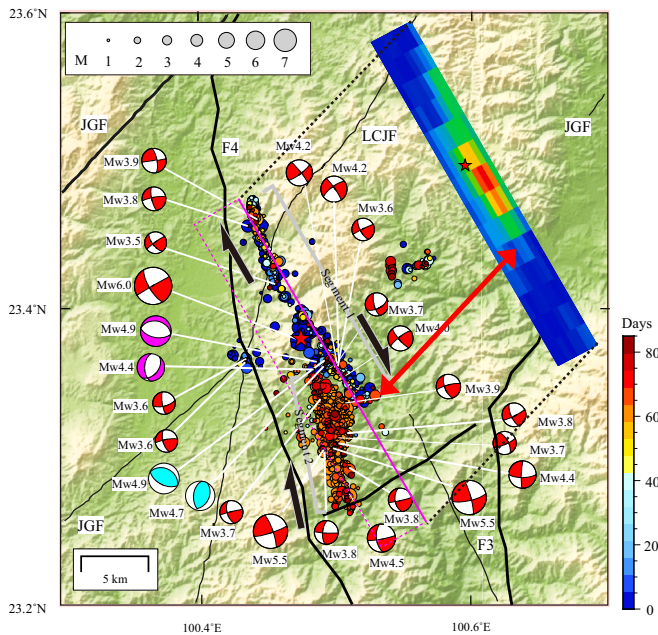 23.6˚N
M 1 2 3 4 5 6 7
JGF
F4
LCJF
JGF
Mw4.2
Mw3.9
Mw4.2
Mw3.8
Mw3.6
Mw3.5
Mw6.0
Segment 1
Mw3.7
23.4˚N
Mw4.9
Mw4.0
Days
80
Mw4.4
60
Mw3.6
Mw3.9
Mw3.8
Mw3.6
Segment 2
Mw3.7
40
Mw4.9
Mw4.4
Mw4.7
Mw3.8
Mw5.5
JGF
Mw3.7
Mw5.5
Mw3.8
Mw4.5
F3
20
5 km
23.2˚N
0
100.4˚E
100.6˚E